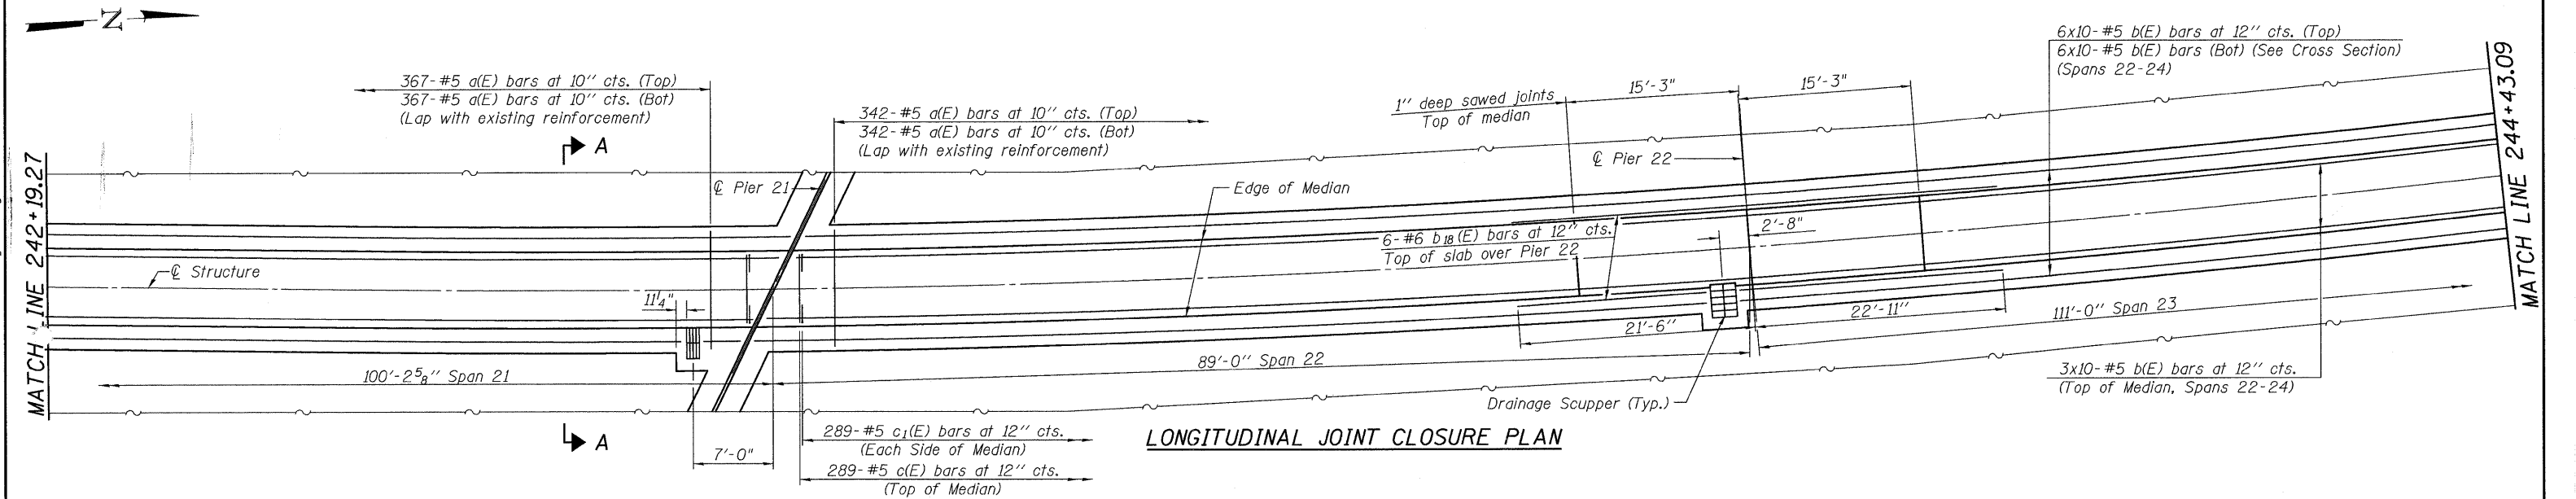 N
367-#5 a(E) bars at 10'' cts. (Top)
367-#5 a(E) bars at 10'' cts. (Bot)
(Lap with existing reinforcement)
A
342-#5 a(E) bars at 10'' cts. (Top)
342-#5 a(E) bars at 10'' cts. (Bot)
(Lap with existing reinforcement)
1'' deep sawed joints
Top of median
15'-3"
15'-3"
6x10-#5 b(E) bars at 12'' cts. (Top)
6x10-#5 b(E) bars (Bot) (See Cross Section)
(Spans 22-24)
MATCH LINE 242+19.27
℄ Pier 21
Edge of Median
℄ Pier 22
MATCH LINE 244+43.09
℄ Structure
6-#6 b18(E) bars at 12'' cts.
Top of slab over Pier 22
2'-8"
11¼"
21'-6''
22'-11''
111'-0'' Span 23
100'-2⅝'' Span 21
89'-0'' Span 22
3x10-#5 b(E) bars at 12'' cts.
(Top of Median, Spans 22-24)
Drainage Scupper (Typ.)
A
7'-0"
289-#5 c1(E) bars at 12'' cts.
(Each Side of Median)
289-#5 c(E) bars at 12'' cts.
(Top of Median)
LONGITUDINAL JOINT CLOSURE PLAN